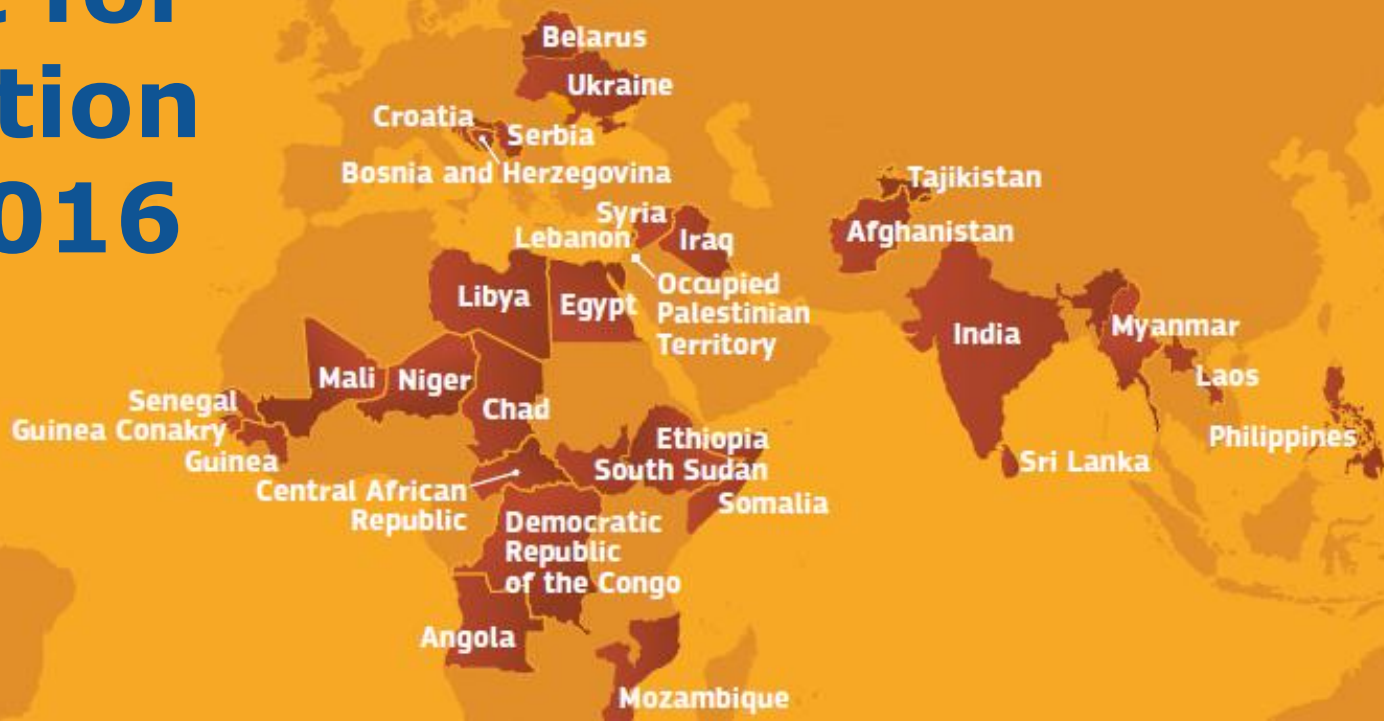 tion
016
Belarus
Ukraine
Croatia
Serbia
Bosnia and Herzegovina
Tajikistan
Syria
Lebanon
Iraq
Afghanistan
Occupied
Palestinian
Territory
Libya
Egypt
India
Myanmar
Mali
Niger
Chad
Laos
Senegal
Guinea Conakry
Guinea
Ethiopia
South Sudan
Philippines
Sri Lanka
Central African
Republic
Somalia
Democratic
Republic
of the Congo
Angola
Mozambique